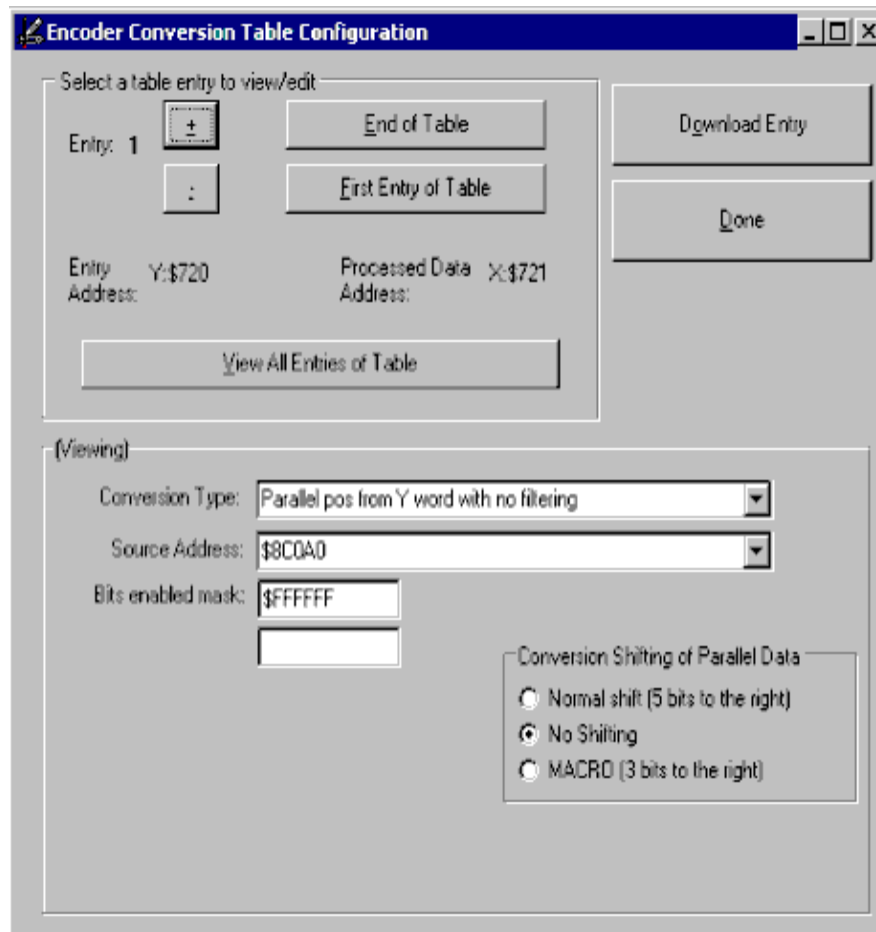 Encoder Conversion Table Configuration
Select a table entry to view/edit
Entry: 1
+
End of Table
Download Entry
-
First Entry of Table
Done
Entry Address: Y:$720
Processed Data Address: X:$721
View All Entries of Table
(Viewing)
Conversion Type: Parallel pos from Y word with no filtering
Source Address: $8C0A0
Bits enabled mask: $FFFFFF
Conversion Shifting of Parallel Data
Normal shift (5 bits to the right)
No Shifting
MACRO (3 bits to the right)